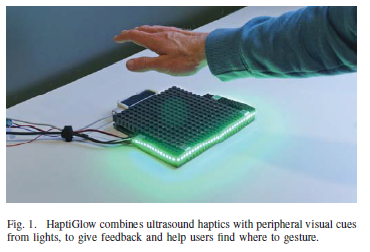 Fig. 1. HaptiGlow combines ultrasound haptics with peripheral visual cues
from lights, to give feedback and help users find where to gesture.